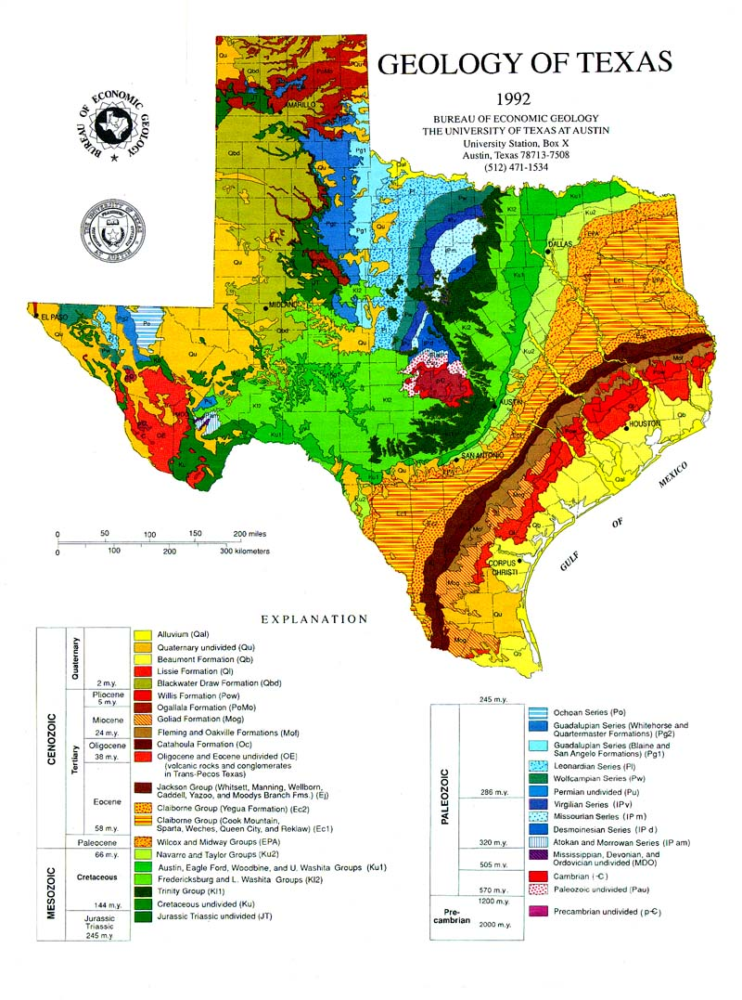 GEOLOGY OF TEXAS
1992
BUREAU OF ECONOMIC GEOLOGY
THE UNIVERSITY OF TEXAS AT AUSTIN
University Station, Box X
Austin, Texas 78713-7508
(512) 471-1534
BUREAU OF ECONOMIC GEOLOGY
AMARILLO
DALLAS
EL PASO
MIDLAND
AUSTIN
HOUSTON
SAN ANTONIO
CORPUS
CHRISTI
GULF OF MEXICO
0 50 100 150 200 miles
0 100 200 300 kilometers
EXPLANATION
CENOZOIC
Quaternary
2 m.y.
Tertiary
Pliocene
5 m.y.
Miocene
24 m.y.
Oligocene
38 m.y.
Eocene
58 m.y.
Paleocene
MESOZOIC
66 m.y.
Cretaceous
144 m.y.
Jurassic
Triassic
245 m.y.
Alluvium (Qal)
Quaternary undivided (Qu)
Beaumont Formation (Qb)
Lissie Formation (Ql)
Blackwater Draw Formation (Qbd)
Willis Formation (Pow)
Ogallala Formation (PoMo)
Goliad Formation (Mog)
Fleming and Oakville Formations (Mof)
Catahoula Formation (Oc)
Oligocene and Eocene undivided (OE)
(volcanic rocks and conglomerates
in Trans-Pecos Texas)
Jackson Group (Whitsett, Manning, Wellborn,
Caddell, Yazoo, and Moodys Branch Fms.) (Ej)
Claiborne Group (Yegua Formation) (Ec2)
Claiborne Group (Cook Mountain,
Sparta, Weches, Queen City, and Reklaw) (Ec1)
Wilcox and Midway Groups (EPA)
Navarro and Taylor Groups (Ku2)
Austin, Eagle Ford, Woodbine, and U. Washita Groups (Ku1)
Fredericksburg and L. Washita Groups (Kl2)
Trinity Group (Kl1)
Cretaceous undivided (Ku)
Jurassic Triassic undivided (JT)
245 m.y.
PALEOZOIC
286 m.y.
320 m.y.
505 m.y.
570 m.y.
Pre-
cambrian
1200 m.y.
2000 m.y.
Ochoan Series (Po)
Guadalupian Series (Whitehorse and
Quartermaster Formations) (Pg2)
Guadalupian Series (Blaine and
San Angelo Formations) (Pg1)
Leonardian Series (Pl)
Wolfcampian Series (Pw)
Permian undivided (Pu)
Virgilian Series (IPv)
Missourian Series (IP m)
Desmoinesian Series (IP d)
Atokan and Morrowan Series (IP am)
Mississippian, Devonian, and
Ordovician undivided (MDO)
Cambrian (-C)
Paleozoic undivided (Pau)
Precambrian undivided (p-C)